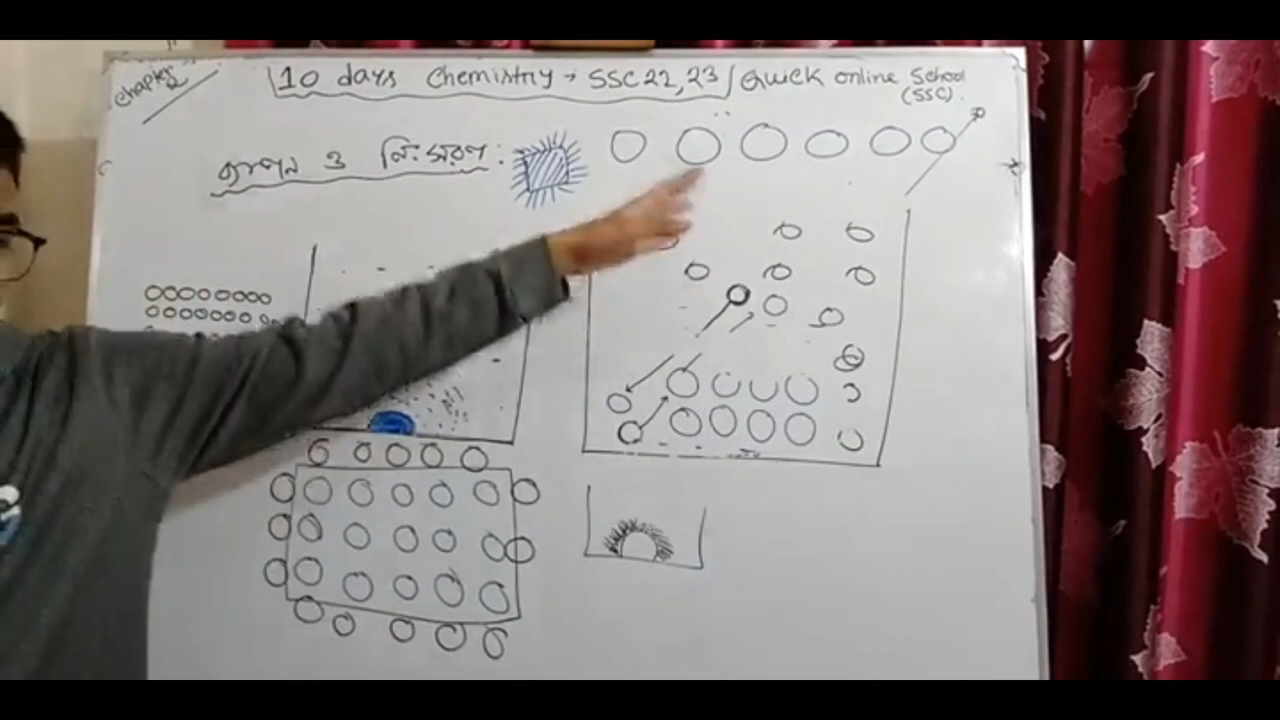 Chapter 2
10 days Chemistry → SSC 22, 23 / Quick online School
(SSC)
ব্যাপন ও নিঃসরণ :